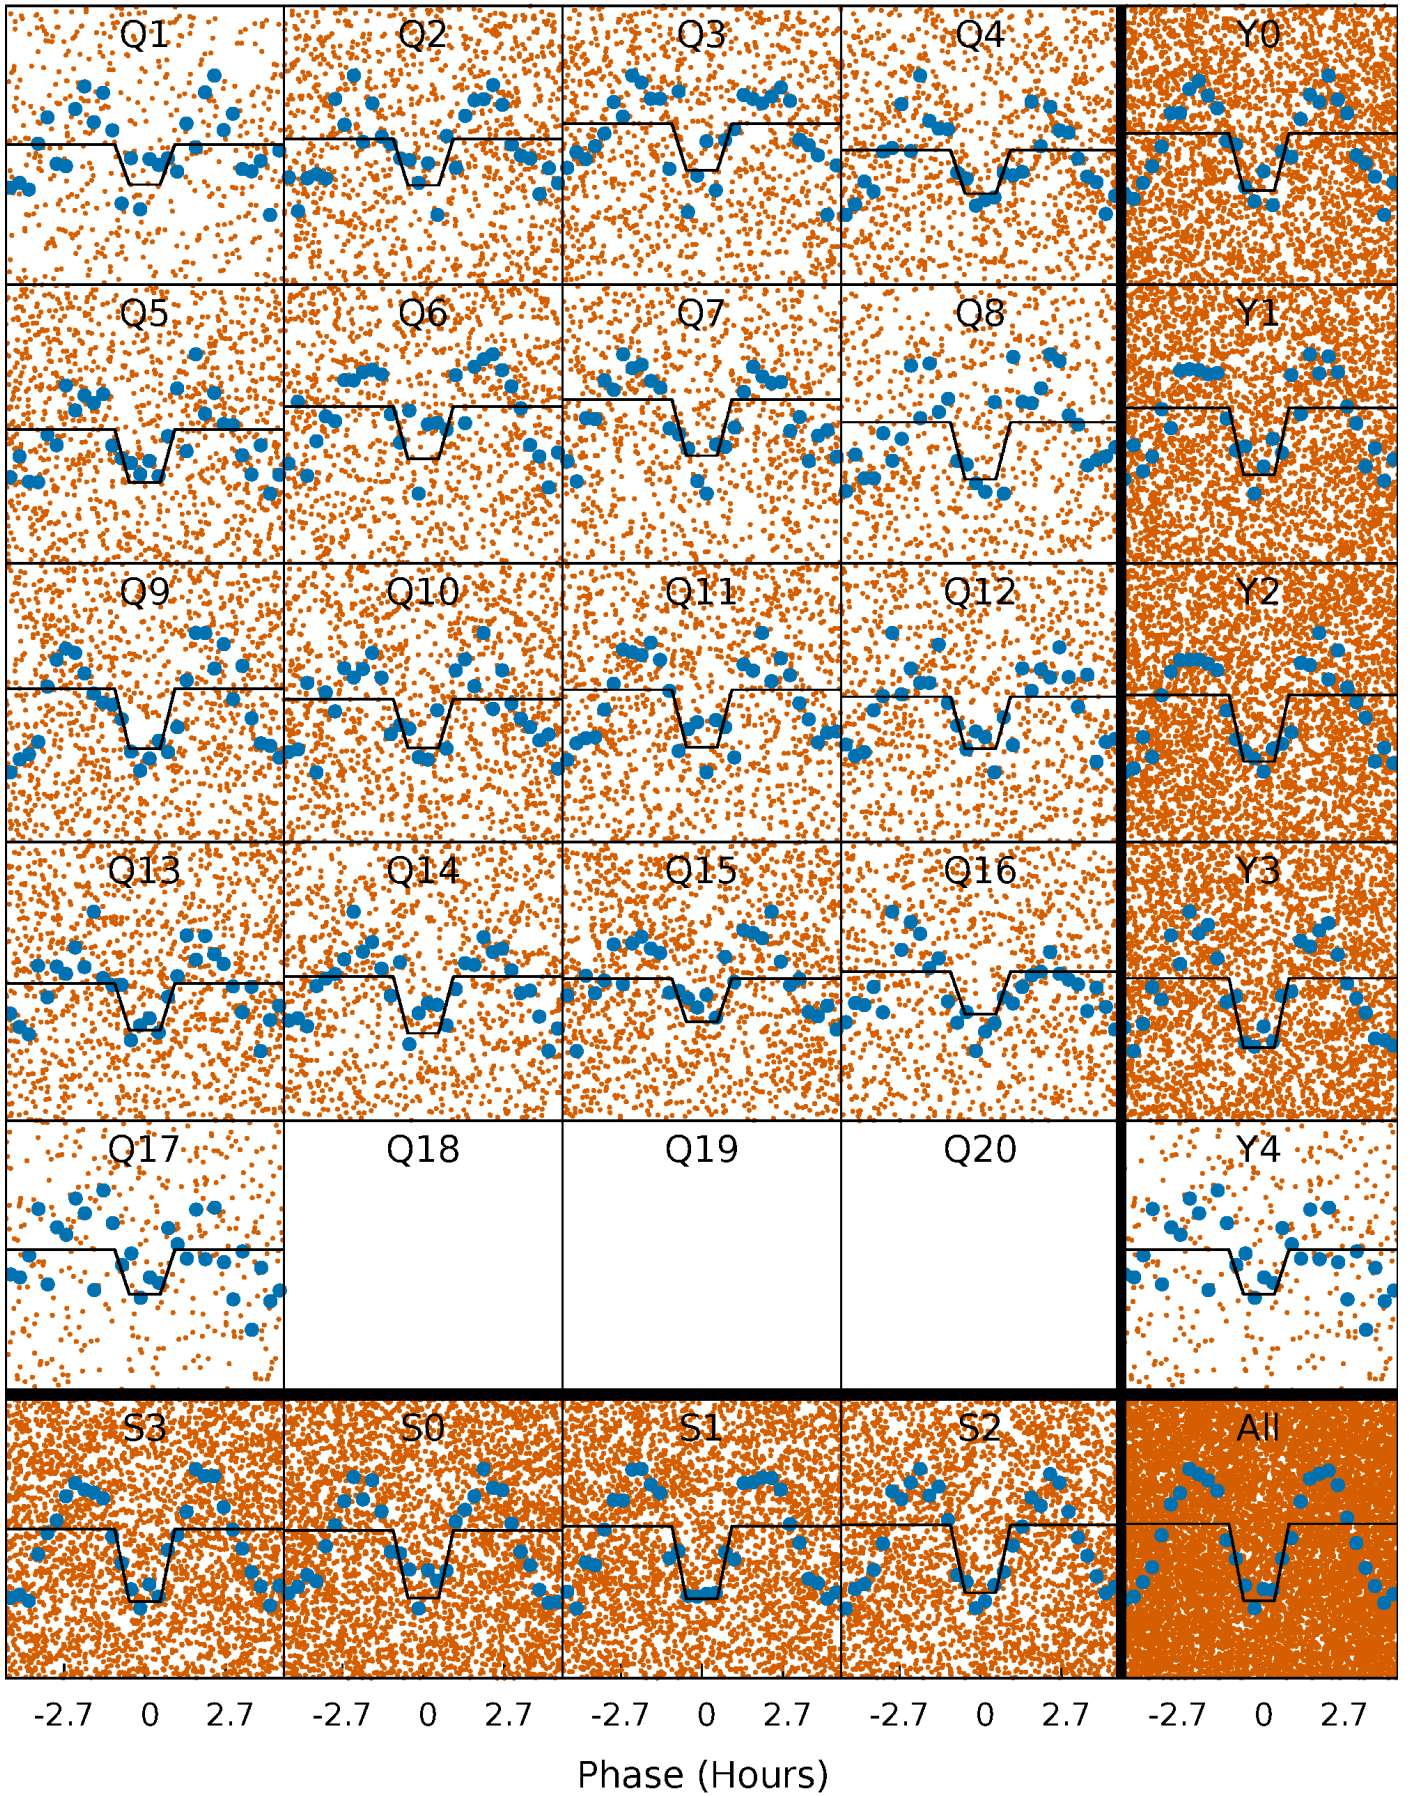 Q1 Q2 Q3 Q4 Y0
Q5 Q6 Q7 Q8 Y1
Q9 Q10 Q11 Q12 Y2
Q13 Q14 Q15 Q16 Y3
Q17 Q18 Q19 Q20 Y4
S3 S0 S1 S2 All
-2.7 0 2.7 -2.7 0 2.7 -2.7 0 2.7 -2.7 0 2.7 -2.7 0 2.7
Phase (Hours)